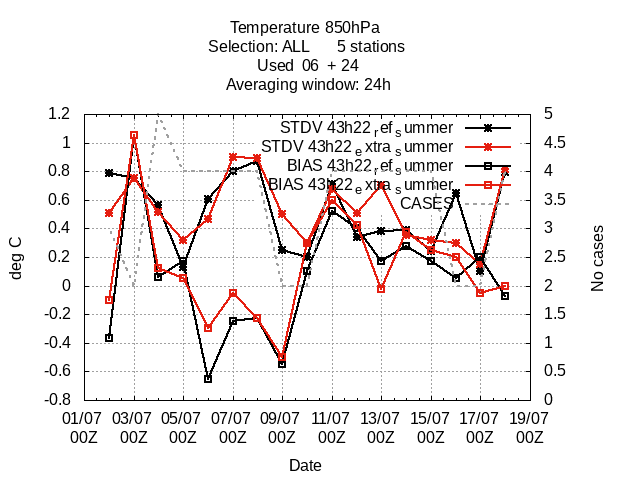 Temperature 850hPa
Selection: ALL      5 stations
Used  06  + 24
Averaging window: 24h
STDV 43h22refsummer
STDV 43h22extrasummer
BIAS 43h22refsummer
BIAS 43h22extrasummer
CASES
1.2
1
0.8
0.6
0.4
0.2
0
-0.2
-0.4
-0.6
-0.8
deg C
5
4.5
4
3.5
3
2.5
2
1.5
1
0.5
0
No cases
01/07 03/07 05/07 07/07 09/07 11/07 13/07 15/07 17/07 19/07
00Z 00Z 00Z 00Z 00Z 00Z 00Z 00Z 00Z 00Z
Date